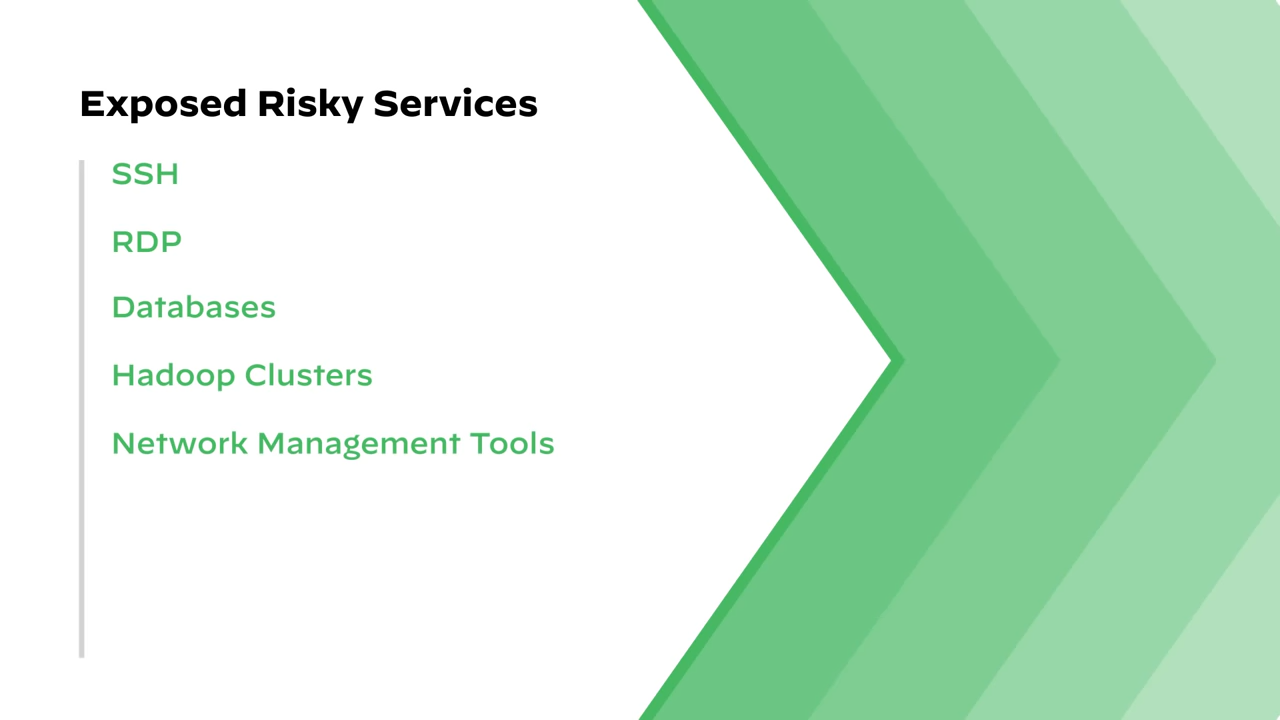 Exposed Risky Services
SSH
RDP
Databases
Hadoop Clusters
Network Management Tools